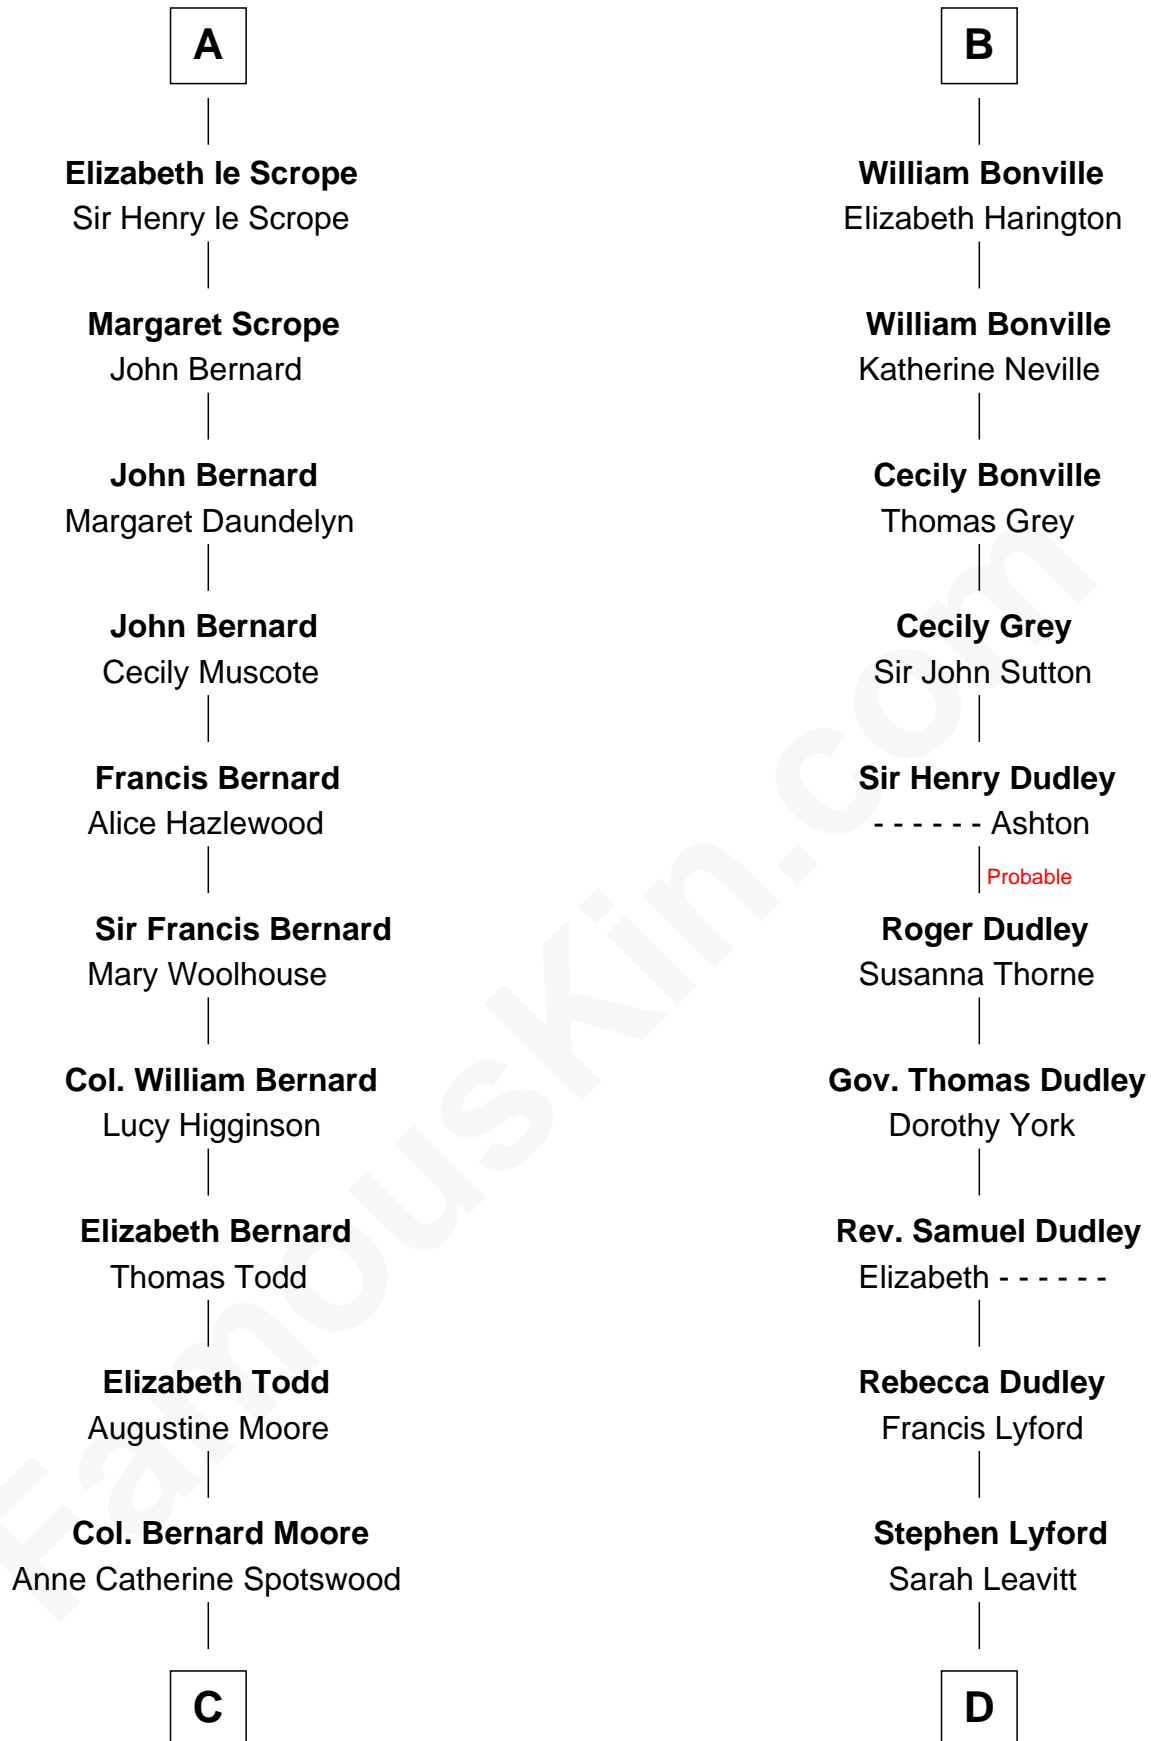 A
Elizabeth le Scrope
Sir Henry le Scrope
Margaret Scrope
John Bernard
John Bernard
Margaret Daundelyn
John Bernard
Cecily Muscote
Francis Bernard
Alice Hazlewood
Sir Francis Bernard
Mary Woolhouse
Col. William Bernard
Lucy Higginson
Elizabeth Bernard
Thomas Todd
Elizabeth Todd
Augustine Moore
Col. Bernard Moore
Anne Catherine Spotswood
C
B
William Bonville
Elizabeth Harington
William Bonville
Katherine Neville
Cecily Bonville
Thomas Grey
Cecily Grey
Sir John Sutton
Sir Henry Dudley
- - - - - - Ashton
Probable
Roger Dudley
Susanna Thorne
Gov. Thomas Dudley
Dorothy York
Rev. Samuel Dudley
Elizabeth - - - - - -
Rebecca Dudley
Francis Lyford
Stephen Lyford
Sarah Leavitt
D
FamousKin.com